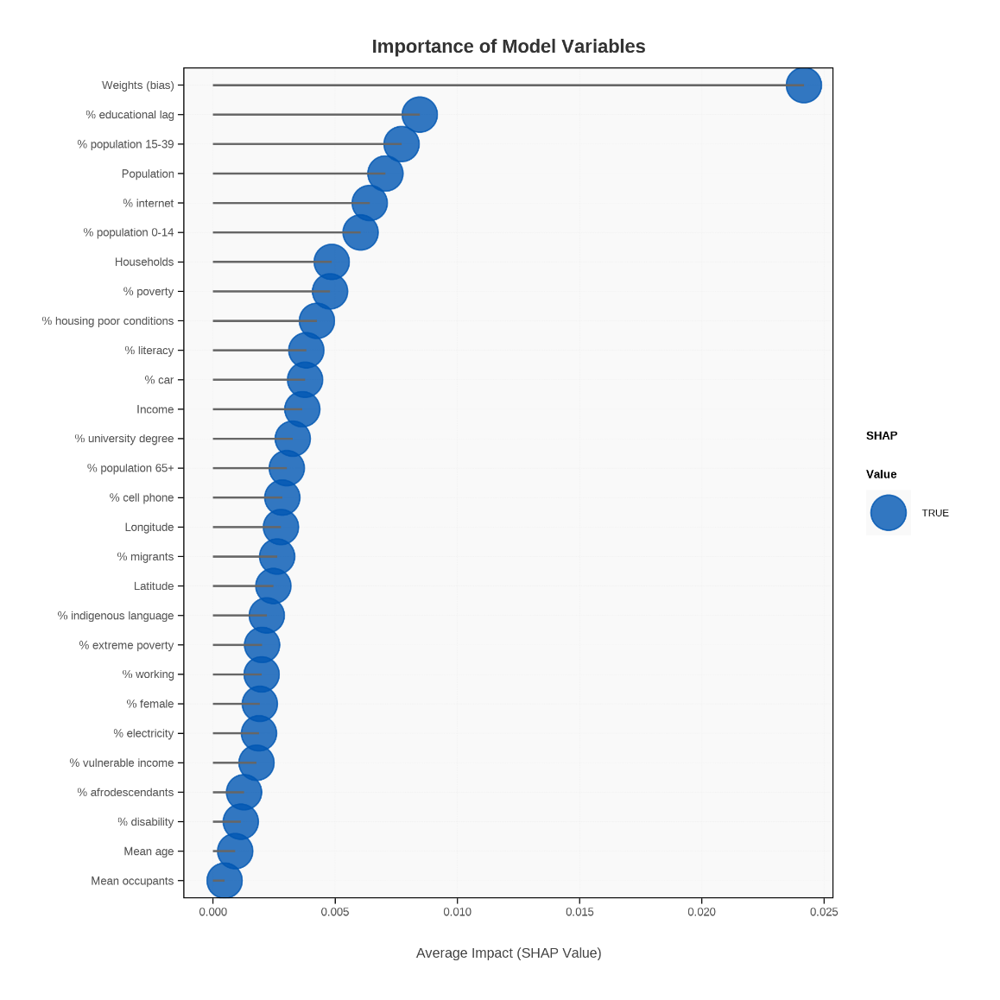 Importance of Model Variables
Weights (bias)
% educational lag
% population 15-39
Population
% internet
% population 0-14
Households
% poverty
% housing poor conditions
% literacy
% car
Income
% university degree
% population 65+
% cell phone
Longitude
% migrants
Latitude
% indigenous language
% extreme poverty
% working
% female
% electricity
% vulnerable income
% afrodescendants
% disability
Mean age
Mean occupants
0.000 0.005 0.010 0.015 0.020 0.025
Average Impact (SHAP Value)
SHAP
Value
TRUE